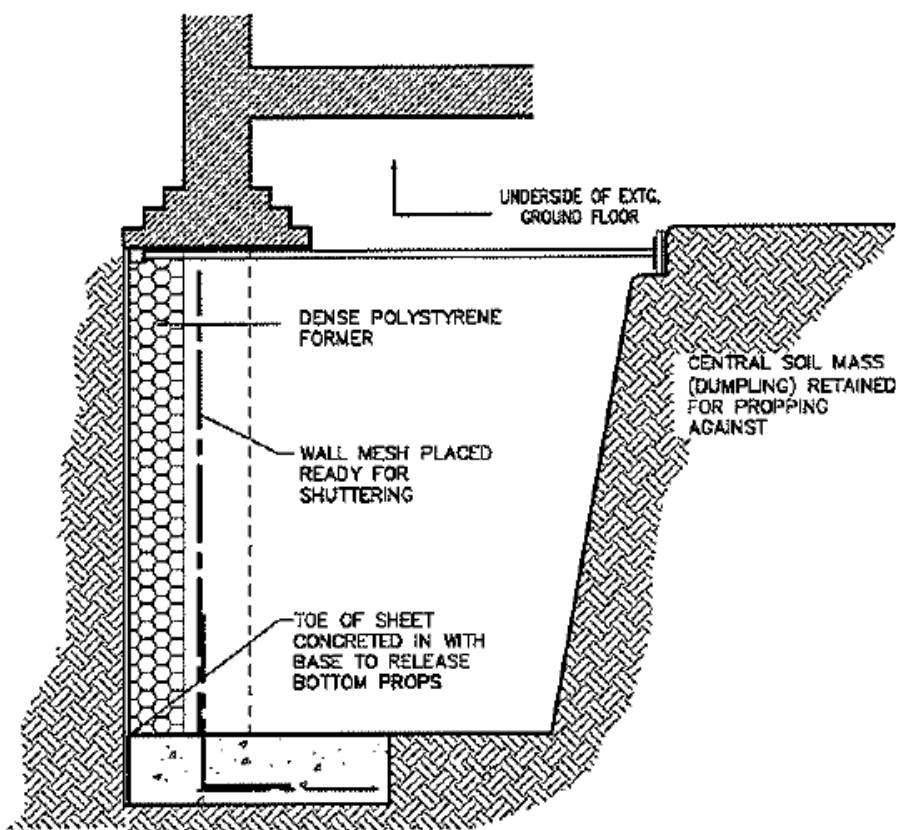 UNDERSIDE OF EXTG.
GROUND FLOOR
DENSE POLYSTYRENE
FORMER
CENTRAL SOIL MASS
(DUMPLING) RETAINED
FOR PROPPING
AGAINST
WALL MESH PLACED
READY FOR
SHUTTERING
TOE OF SHEET
CONCRETED IN WITH
BASE TO RELEASE
BOTTOM PROPS